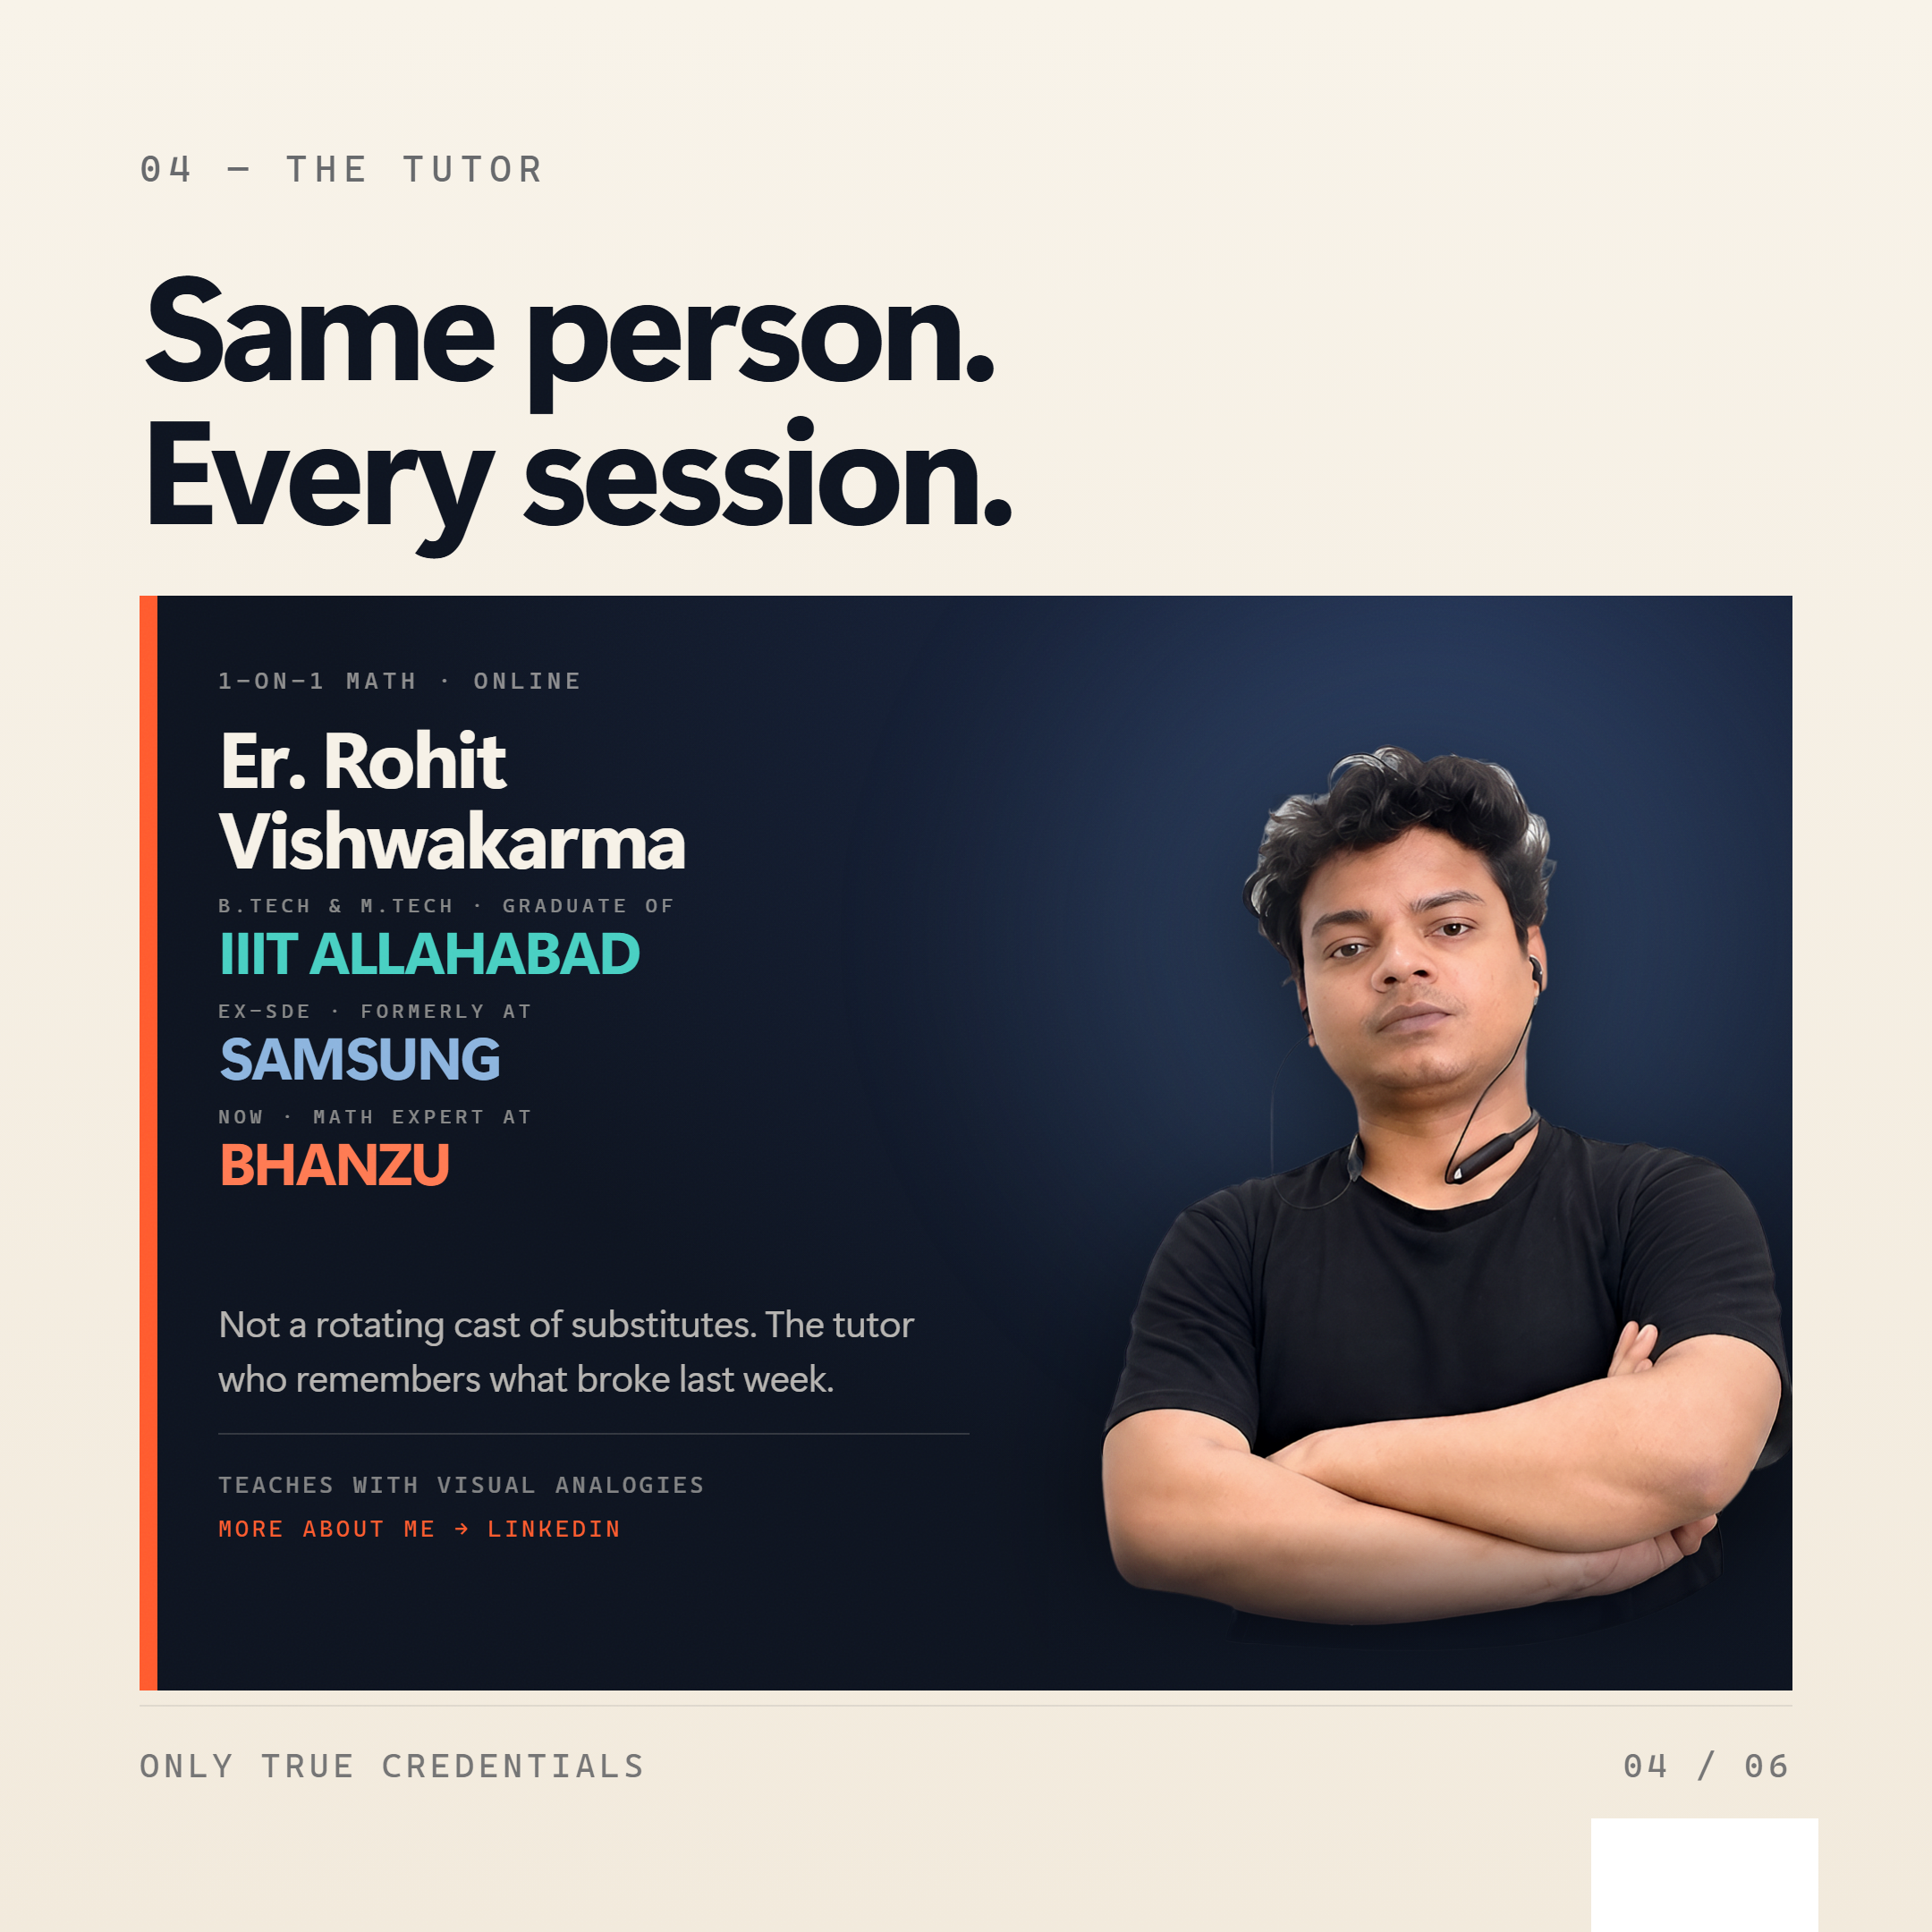 04 — THE TUTOR
Same person.
Every session.
1-ON-1 MATH · ONLINE
Er. Rohit
Vishwakarma
B.TECH & M.TECH · GRADUATE OF
IIIT ALLAHABAD
EX-SDE · FORMERLY AT
SAMSUNG
NOW · MATH EXPERT AT
BHANZU
Not a rotating cast of substitutes. The tutor
who remembers what broke last week.
TEACHES WITH VISUAL ANALOGIES
MORE ABOUT ME → LINKEDIN
ONLY TRUE CREDENTIALS
04 / 06